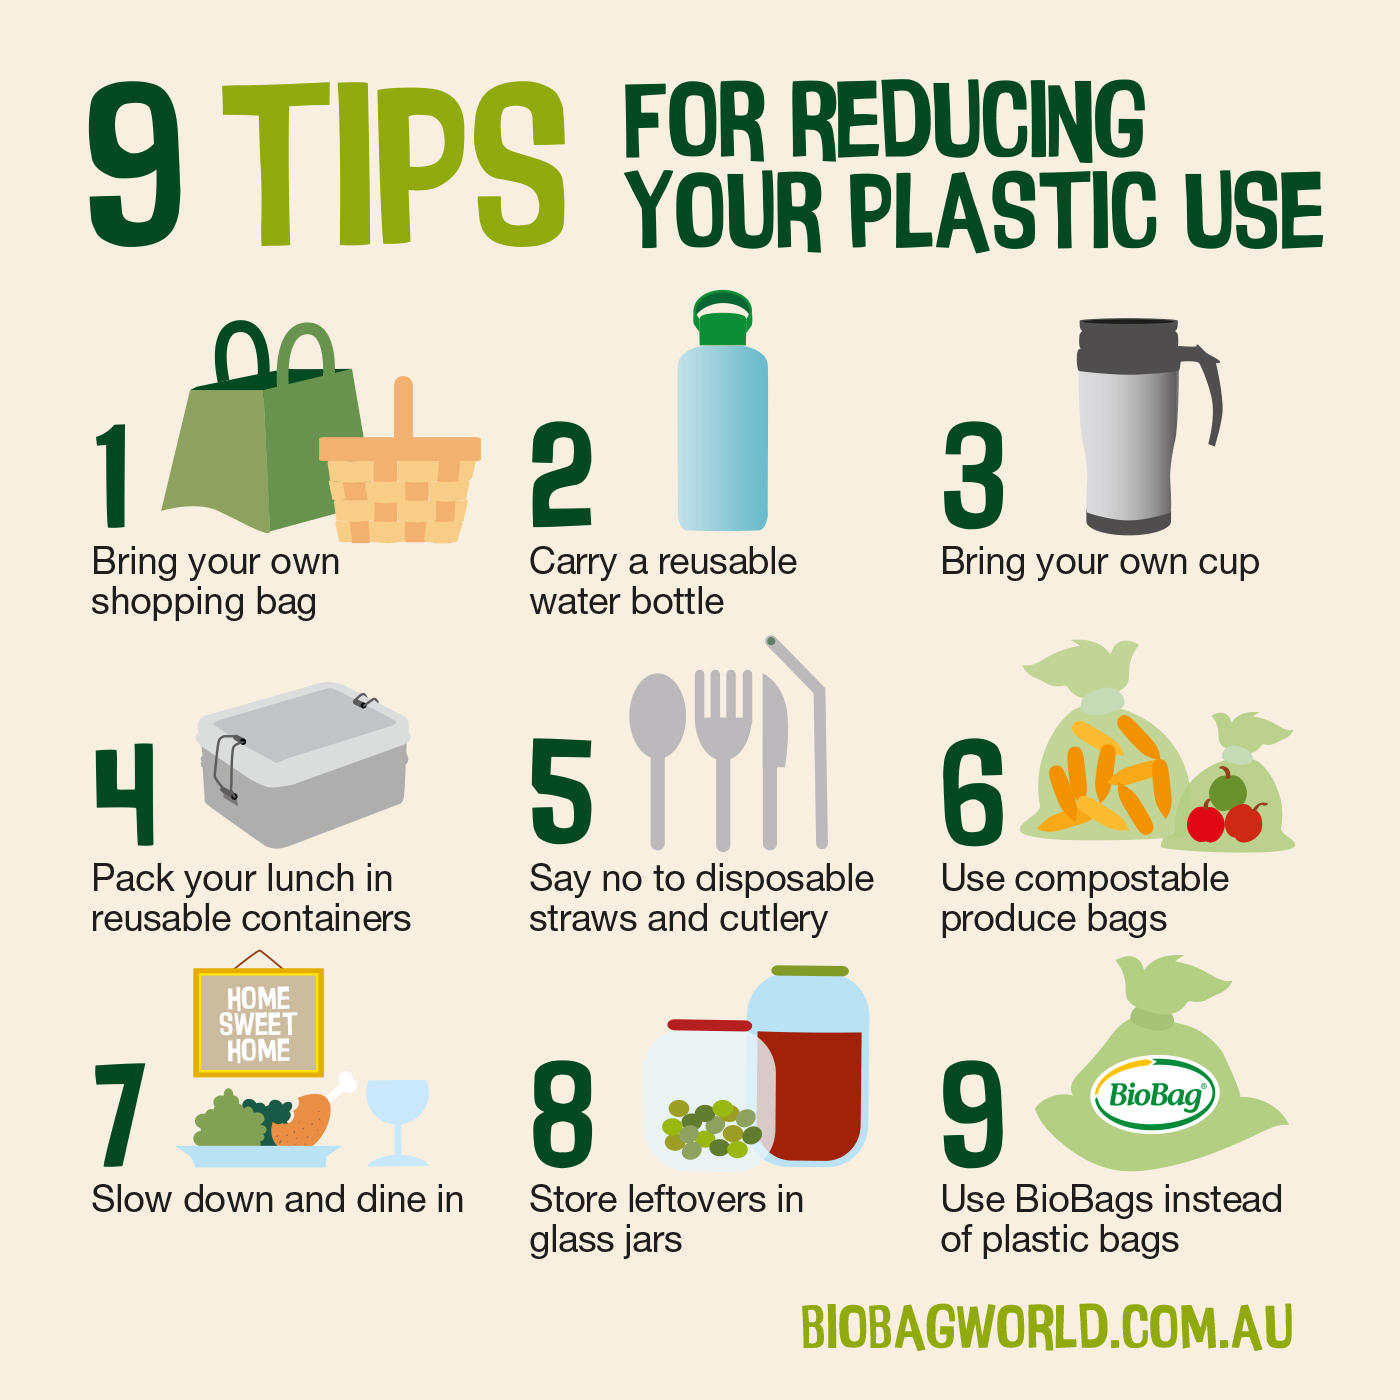 9 TIPS FOR REDUCING
YOUR PLASTIC USE
1
Bring your own
shopping bag
2
Carry a reusable
water bottle
3
Bring your own cup
4
Pack your lunch in
reusable containers
5
Say no to disposable
straws and cutlery
6
Use compostable
produce bags
HOME
SWEET
HOME
7
Slow down and dine in
8
Store leftovers in
glass jars
BioBag®
9
Use BioBags instead
of plastic bags
BIOBAGWORLD.COM.AU